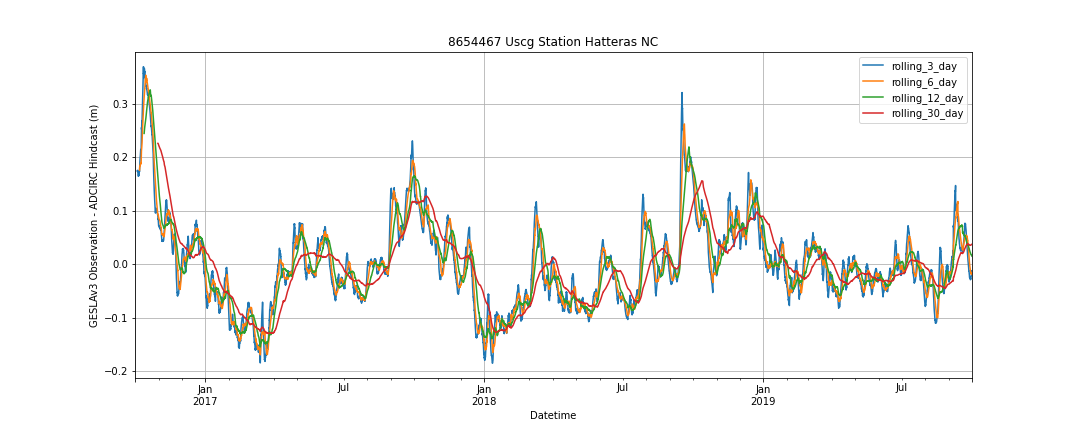 8654467 Uscg Station Hatteras NC
rolling_3_day
rolling_6_day
rolling_12_day
rolling_30_day
GESLAv3 Observation - ADCIRC Hindcast (m)
0.3
0.2
0.1
0.0
−0.1
−0.2
Jan
2017
Jul
Jan
2018
Jul
Jan
2019
Jul
Datetime